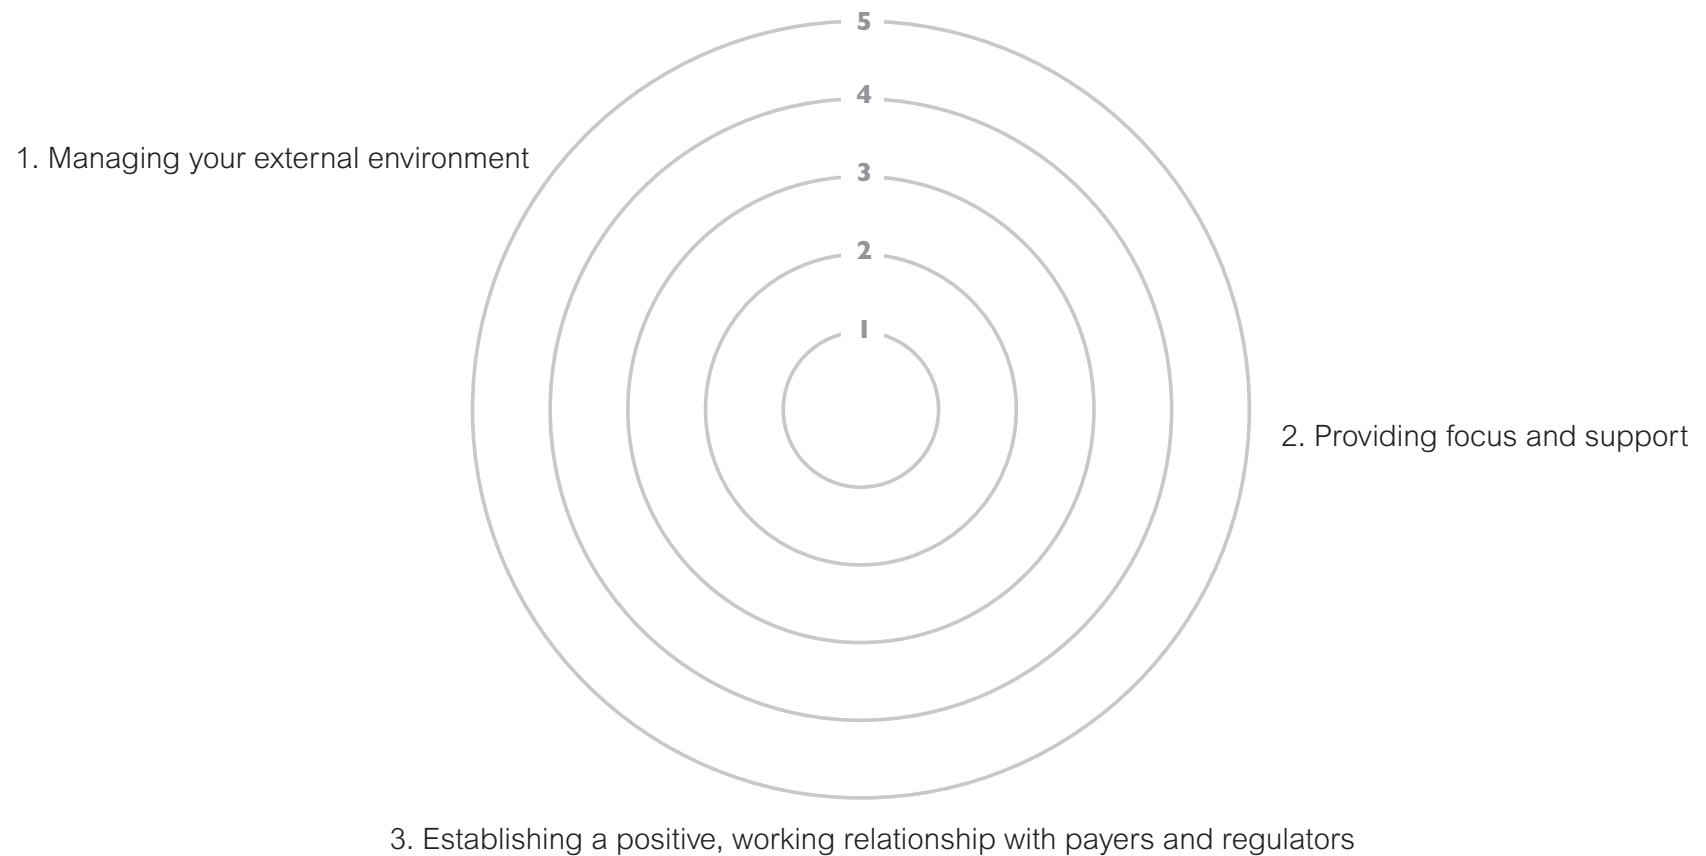 5
4
1. Managing your external environment
3
2
1
2. Providing focus and support
3. Establishing a positive, working relationship with payers and regulators